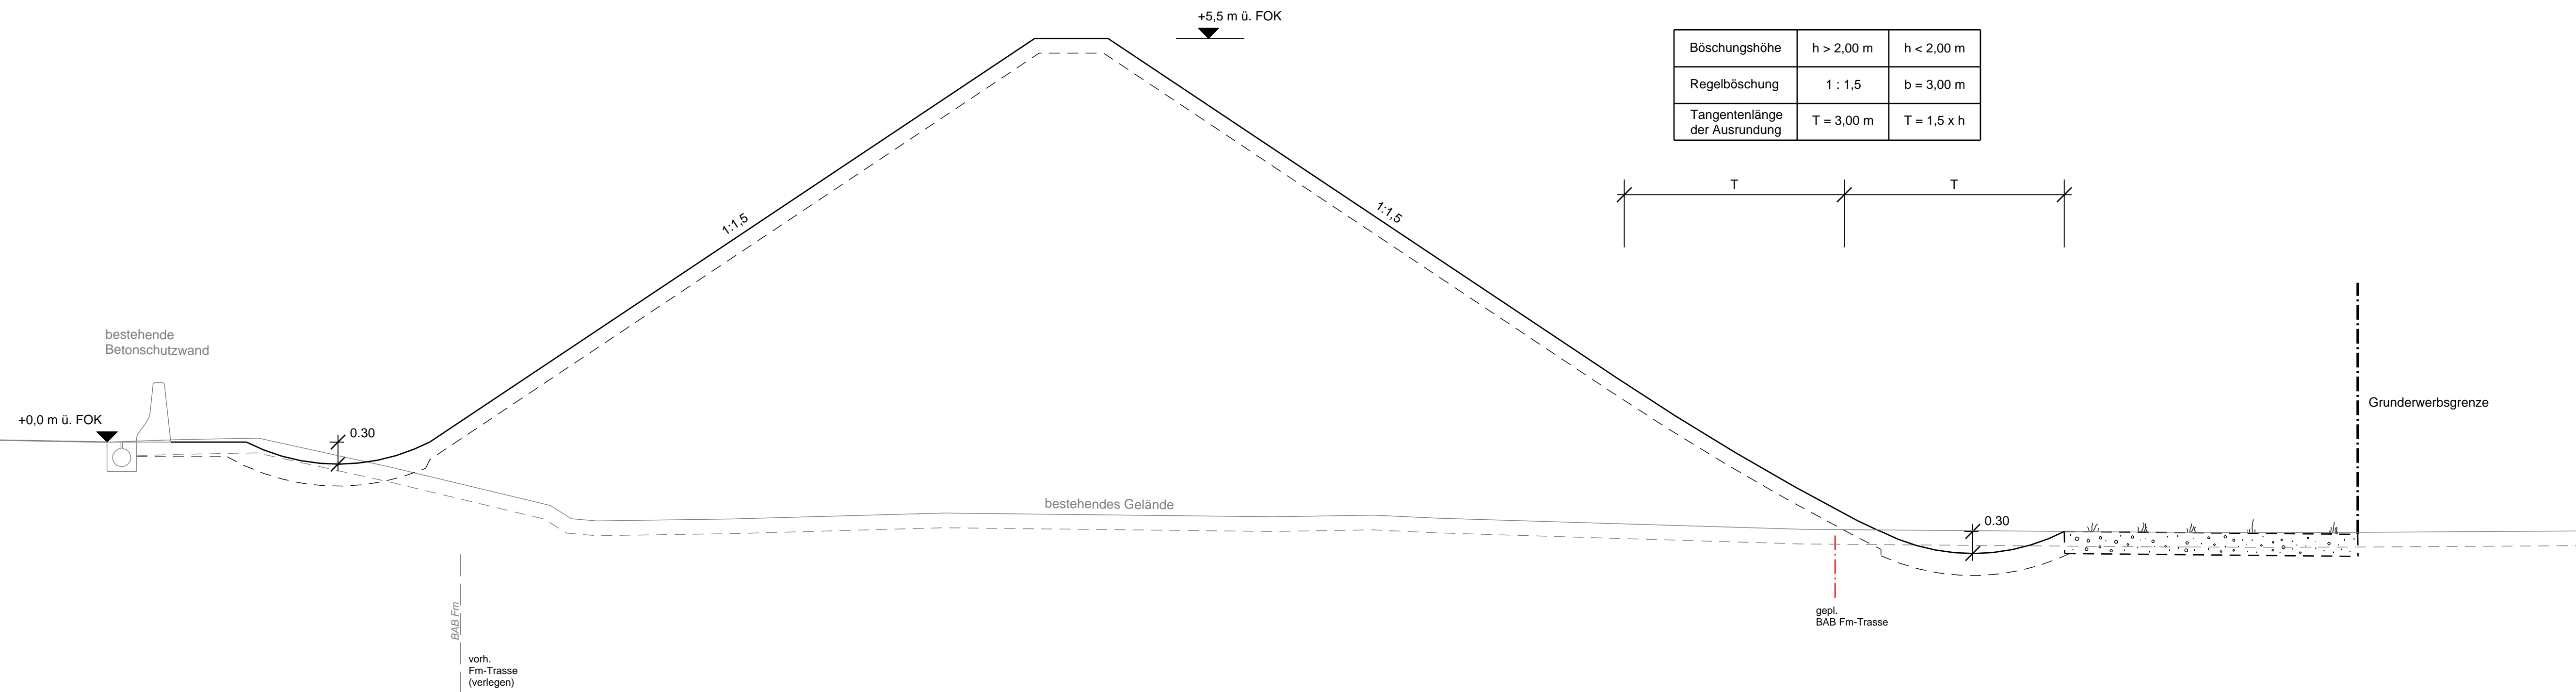 +5,5 m ü. FOK
Böschungshöhe h > 2,00 m h < 2,00 m
Regelböschung 1 : 1,5 b = 3,00 m
Tangentenlänge
der Ausrundung T = 3,00 m T = 1,5 x h
T T
1:1,5
1:1,5
bestehende
Betonschutzwand
+0,0 m ü. FOK
0.30
Grunderwerbsgrenze
bestehendes Gelände
0.30
BAB Fm
gepl.
BAB Fm-Trasse
vorh.
Fm-Trasse
(verlegen)